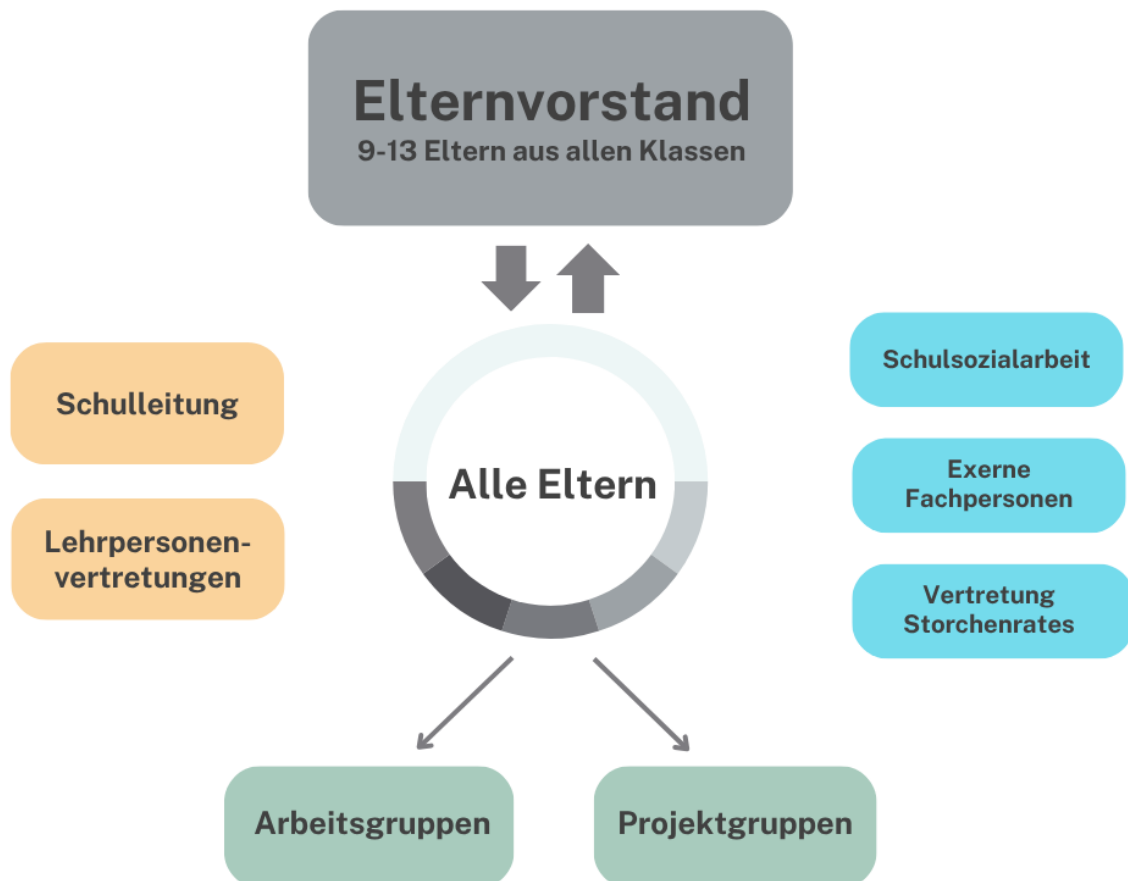 Elternvorstand
9-13 Eltern aus allen Klassen
Schulleitung
Lehrpersonen-
vertretungen
Alle Eltern
Schulsozialarbeit
Exerne
Fachpersonen
Vertretung
Storchenrates
Arbeitsgruppen
Projektgruppen